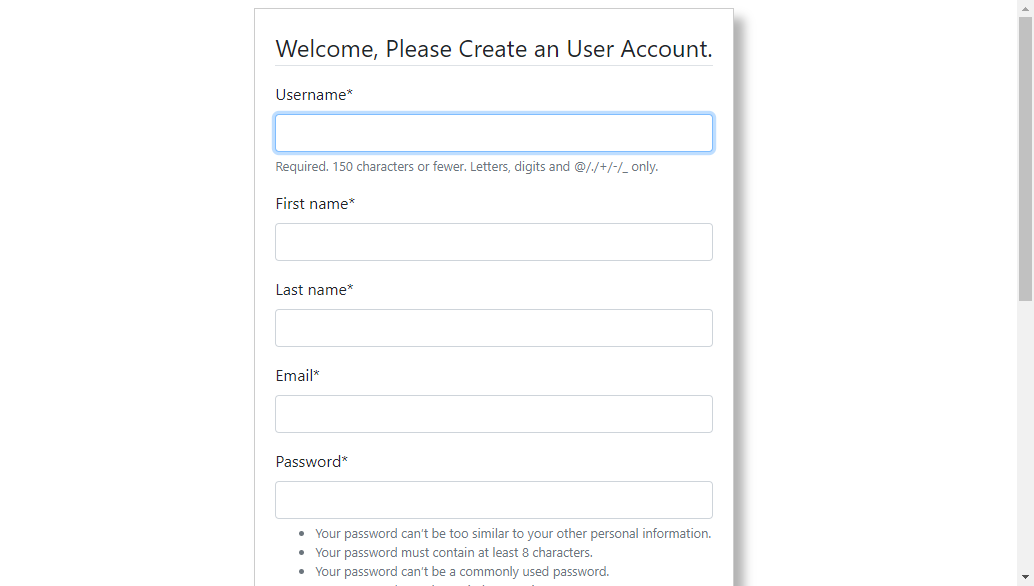 Welcome, Please Create an User Account.
Username*
Required. 150 characters or fewer. Letters, digits and @/./+/-/_ only.
First name*
Last name*
Email*
Password*
Your password can't be too similar to your other personal information.
Your password must contain at least 8 characters.
Your password can't be a commonly used password.